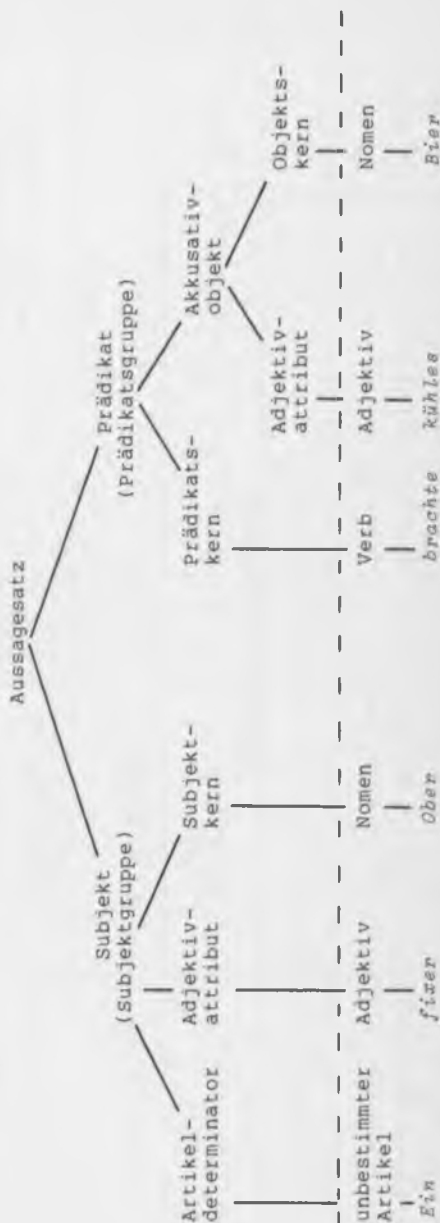 Aussagesatz
Subjekt
(Subjektgruppe)
Prädikat
(Prädikatsgruppe)
Artikel-
determinator
Adjektiv-
attribut
Subjekt-
kern
Prädikats-
kern
Akkusativ-
objekt
Adjektiv-
attribut
Objekts-
kern
unbestimmter
Artikel
Adjektiv
Nomen
Verb
Adjektiv
Nomen
Ein
fixer
Ober
brachte
kühles
Bier